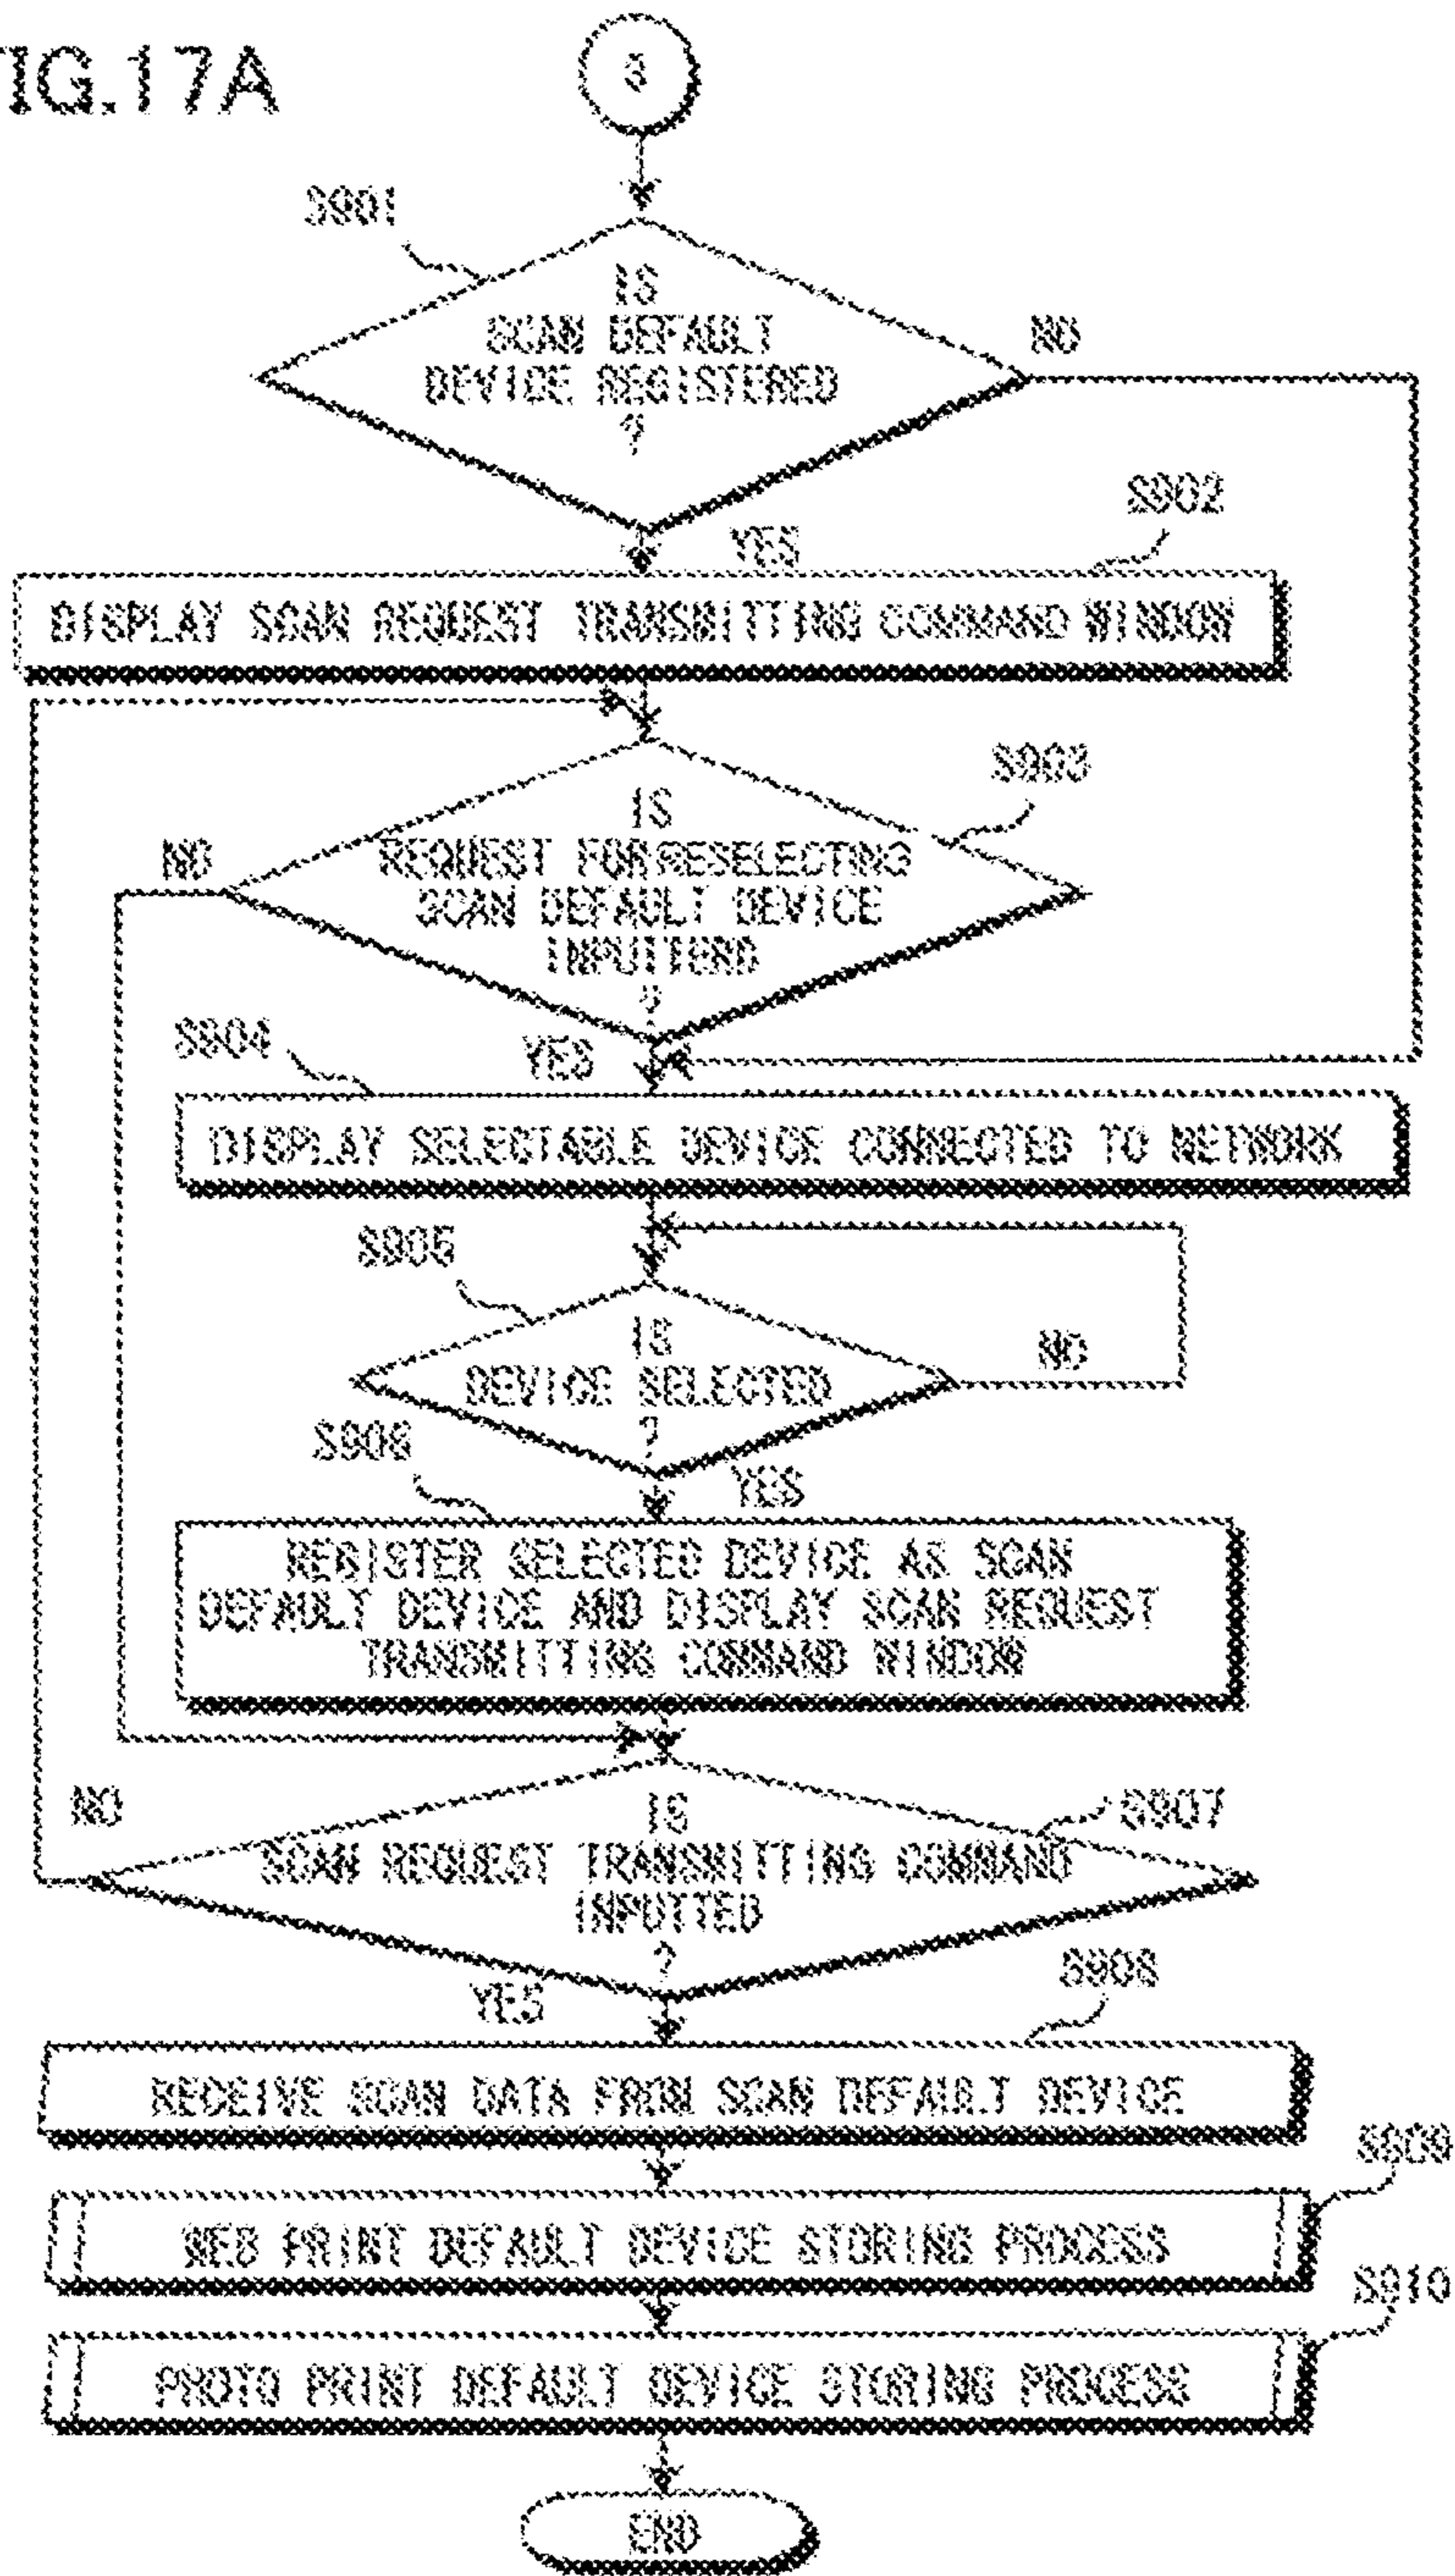 FIG.17A
3
S901
IS
SCAN DEFAULT
DEVICE REGISTERED
?
NO
YES
S902
DISPLAY SCAN REQUEST TRANSMITTING COMMAND WINDOW
S903
IS
REQUEST FOR RESELECTING
SCAN DEFAULT DEVICE
INPUTTERD
?
NO
YES
S904
DISPLAY SELECTABLE DEVICE CONNECTED TO NETWORK
S905
IS
DEVICE SELECTED
?
NO
YES
S906
REGISTER SELECTED DEVICE AS SCAN
DEFAULT DEVICE AND DISPLAY SCAN REQUEST
TRANSMITTING COMMAND WINDOW
NO
S907
IS
SCAN REQUEST TRANSMITTING COMMAND
INPUTTED
?
YES
S908
RECEIVE SCAN DATA FROM SCAN DEFAULT DEVICE
S909
WEB PRINT DEFAULT DEVICE STORING PROCESS
S910
PHOTO PRINT DEFAULT DEVICE STORING PROCESS
END